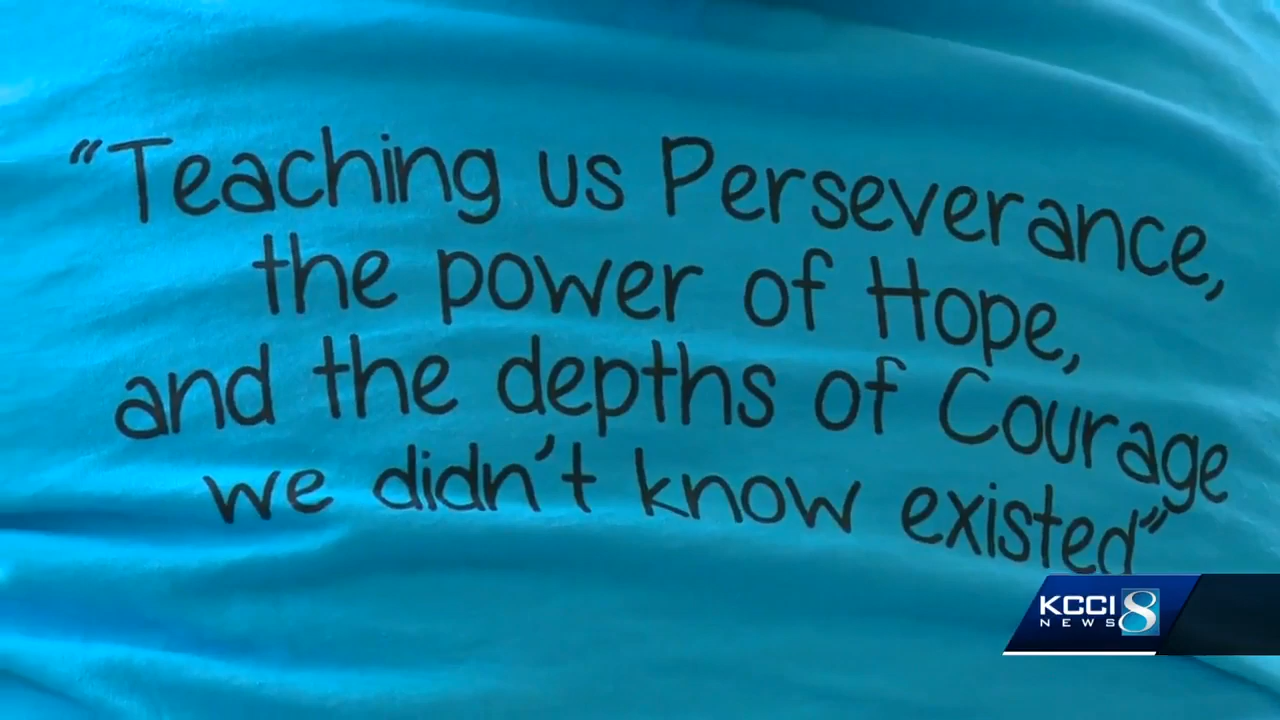 “Teaching us Perseverance,
the power of Hope,
and the depths of Courage
we didn’t know existed”
KCCI 8
NEWS